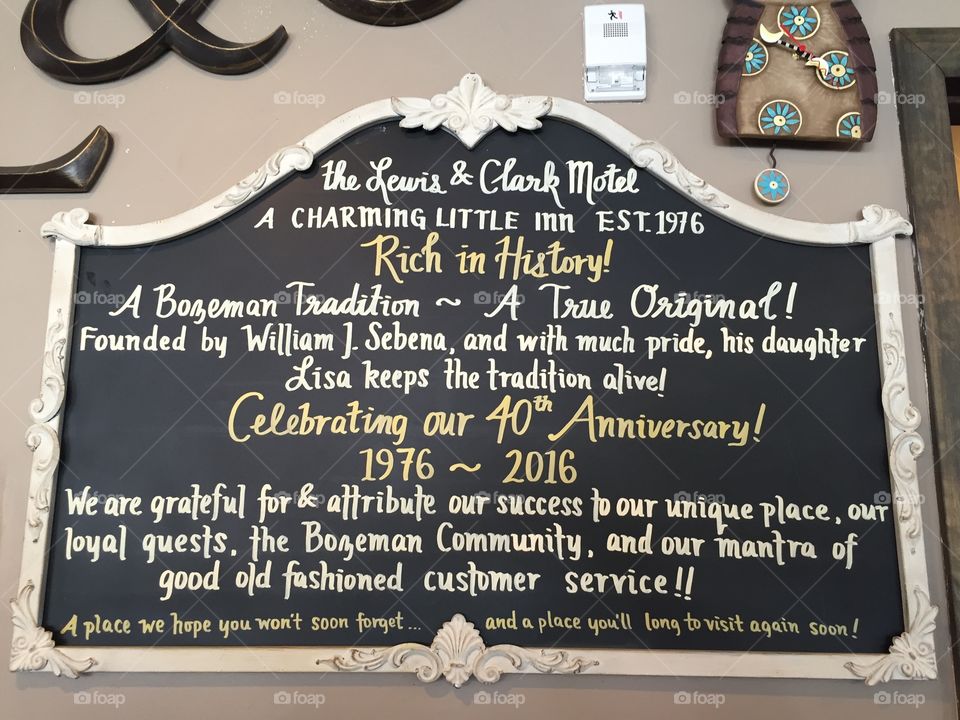 the Lewis & Clark Motel
A CHARMING LITTLE INN EST. 1976
Rich in History!
A Bozeman Tradition ~ A True Original!
Founded by William J. Sebena, and with much pride, his daughter
Lisa keeps the tradition alive!
Celebrating our 40th Anniversary!
1976 ~ 2016
We are grateful for & attribute our success to our unique place, our
loyal guests, the Bozeman Community, and our mantra of
good old fashioned customer service!!
A place we hope you won't soon forget... and a place you'll long to visit again soon!